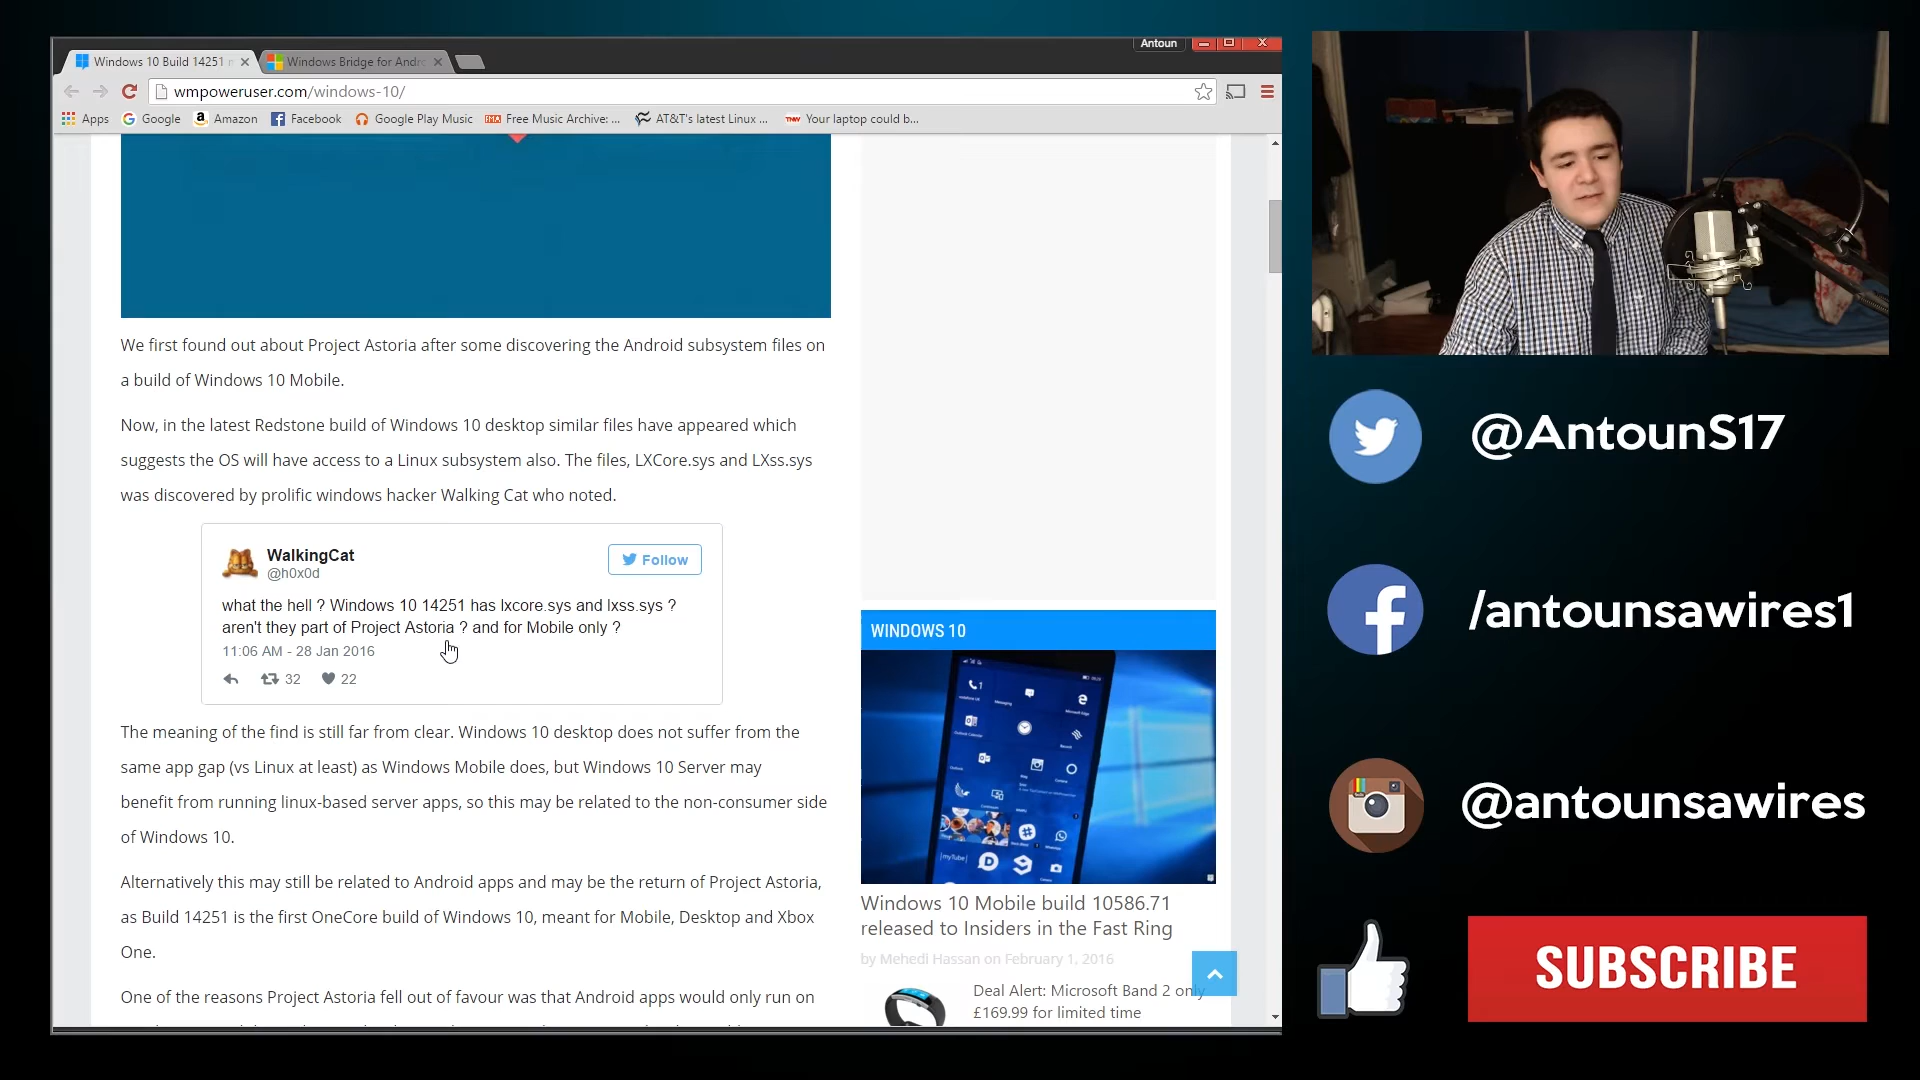 Antoun
Windows 10 Build 14251
Windows Bridge for Andr
wmpoweruser.com/windows-10/
Apps Google Amazon Facebook Google Play Music Free Music Archive: ... AT&T's latest Linux ... Your laptop could b...
We first found out about Project Astoria after some discovering the Android subsystem files on
a build of Windows 10 Mobile.
Now, in the latest Redstone build of Windows 10 desktop similar files have appeared which
suggests the OS will have access to a Linux subsystem also. The files, LXCore.sys and LXss.sys
was discovered by prolific windows hacker Walking Cat who noted.
WalkingCat
@h0x0d
Follow
what the hell ? Windows 10 14251 has lxcore.sys and lxss.sys ?
aren't they part of Project Astoria ? and for Mobile only ?
11:06 AM - 28 Jan 2016
32 22
The meaning of the find is still far from clear. Windows 10 desktop does not suffer from the
same app gap (vs Linux at least) as Windows Mobile does, but Windows 10 Server may
benefit from running linux-based server apps, so this may be related to the non-consumer side
of Windows 10.
Alternatively this may still be related to Android apps and may be the return of Project Astoria,
as Build 14251 is the first OneCore build of Windows 10, meant for Mobile, Desktop and Xbox
One.
One of the reasons Project Astoria fell out of favour was that Android apps would only run on
WINDOWS 10
Windows 10 Mobile build 10586.71
released to Insiders in the Fast Ring
by Mehedi Hassan on February 1, 2016
Deal Alert: Microsoft Band 2 only
£169.99 for limited time
@AntounS17
/antounsawires1
@antounsawires
SUBSCRIBE